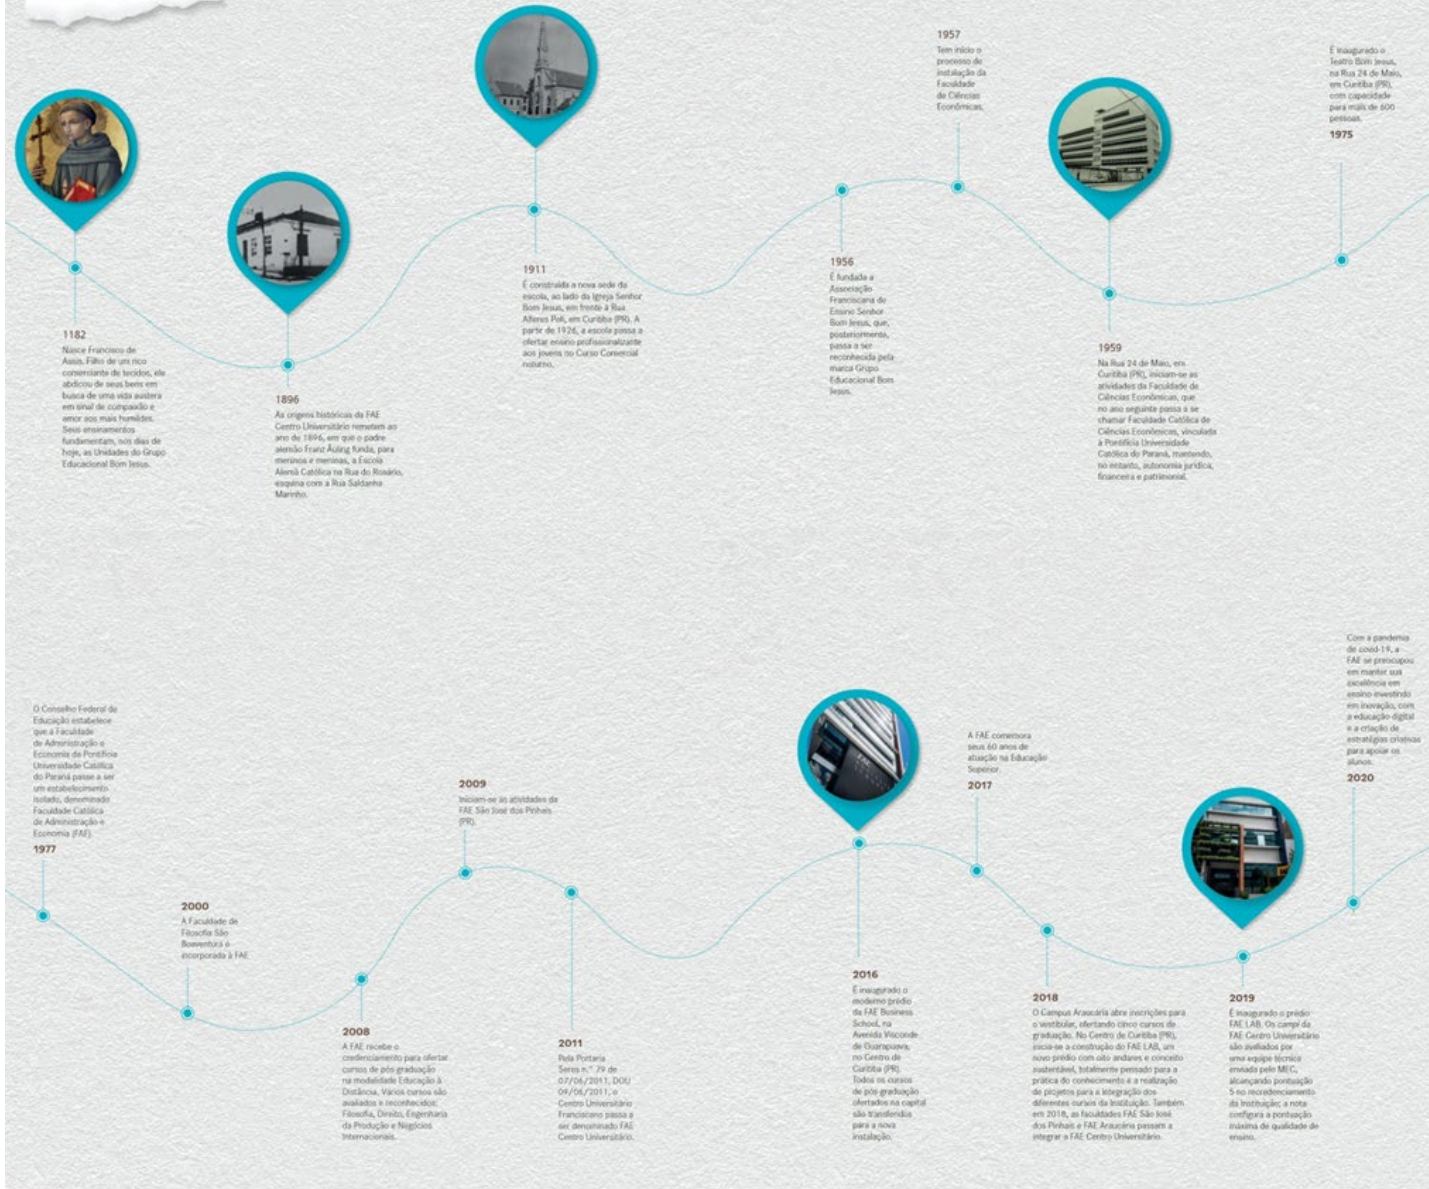 1182
Nasce Francisco de
Assis. Filho de um rico
comerciante de tecidos, ele
abdicou de seus bens em
busca de uma vida austera
em sinal de compaixão e
amor aos mais humildes.
Seus ensinamentos
fundamentam, nos dias de
hoje, as Unidades do Grupo
Educacional Bom Jesus.
1896
As origens históricas da FAE
Centro Universitário remetem ao
ano de 1896, em que o padre
alemão Franz Äuling funda, para
meninos e meninas, a Escola
Alemã Católica na Rua do Rosário,
esquina com a Rua Saldanha
Marinho.
1911
É construída a nova sede da
escola, ao lado da Igreja Senhor
Bom Jesus, em frente à Rua
Alferes Poli, em Curitiba (PR). A
partir de 1926, a escola passa a
ofertar ensino profissionalizante
aos jovens no Curso Comercial
noturno.
1956
É fundada a
Associação
Franciscana de
Ensino Senhor
Bom Jesus, que,
posteriormente,
passa a ser
reconhecida pela
marca Grupo
Educacional Bom
Jesus.
1957
Tem início o
processo de
instalação da
Faculdade
de Ciências
Econômicas.
1959
Na Rua 24 de Maio, em
Curitiba (PR), iniciam-se as
atividades da Faculdade de
Ciências Econômicas, que
no ano seguinte passa a se
chamar Faculdade Católica de
Ciências Econômicas, vinculada
à Pontifícia Universidade
Católica do Paraná, mantendo,
no entanto, autonomia jurídica,
financeira e patrimonial.
É inaugurado o
Teatro Bom Jesus,
na Rua 24 de Maio,
em Curitiba (PR),
com capacidade
para mais de 600
pessoas.
1975
O Conselho Federal de
Educação estabelece
que a Faculdade
de Administração e
Economia da Pontifícia
Universidade Católica
do Paraná passe a ser
um estabelecimento
isolado, denominado
Faculdade Católica
de Administração e
Economia (FAE).
1977
2000
A Faculdade de
Filosofia São
Boaventura é
incorporada à FAE
2008
A FAE recebe o
credenciamento para ofertar
cursos de pós-graduação
na modalidade Educação à
Distância. Vários cursos são
avaliados e reconhecidos:
Filosofia, Direito, Engenharia
da Produção e Negócios
Internacionais.
2009
Iniciam-se as atividades da
FAE São José dos Pinhais
(PR).
2011
Pela Portaria
Seres n.º 79 de
07/06/2011, DOU
09/06/2011, o
Centro Universitário
Franciscano passa a
ser denominado FAE
Centro Universitário.
FAE
2016
É inaugurado o
moderno prédio
da FAE Business
School, na
Avenida Visconde
de Guarapuava,
no Centro de
Curitiba (PR).
Todos os cursos
de pós-graduação
ofertados na capital
são transferidos
para a nova
instalação.
A FAE comemora
seus 60 anos de
atuação na Educação
Superior.
2017
2018
O Campus Araucária abre inscrições para
o vestibular, ofertando cinco cursos de
graduação. No Centro de Curitiba (PR),
inicia-se a construção do FAE LAB, um
novo prédio com oito andares e conceito
sustentável, totalmente pensado para a
prática do conhecimento e a realização
de projetos para a integração dos
diferentes cursos da Instituição. Também
em 2018, as faculdades FAE São José
dos Pinhais e FAE Araucária passam a
integrar a FAE Centro Universitário.
2019
É inaugurado o prédio
FAE LAB. Os campi da
FAE Centro Universitário
são avaliados por
uma equipe técnica
enviada pelo MEC,
alcançando pontuação
5 no recredenciamento
da Instituição; a nota
configura a pontuação
máxima de qualidade de
ensino.
Com a pandemia
de covid-19, a
FAE se preocupou
em manter sua
excelência em
ensino investindo
em inovação, com
a educação digital
e a criação de
estratégias criativas
para apoiar os
alunos.
2020